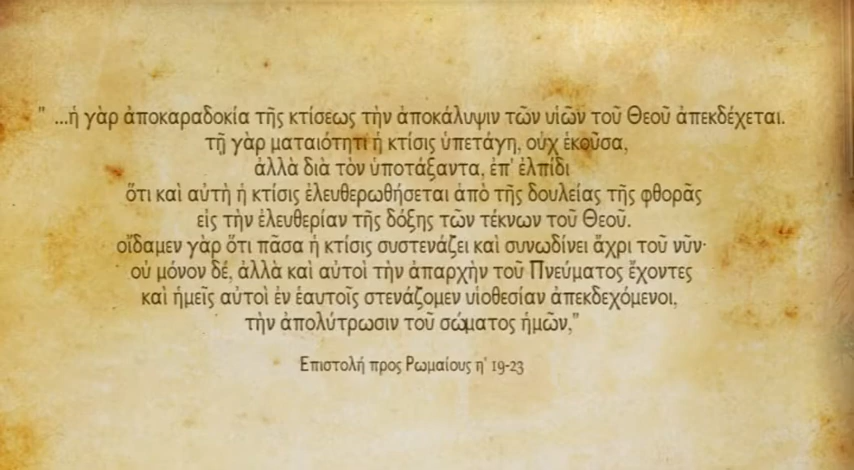 " ...ἡ γὰρ ἀποκαραδοκία τῆς κτίσεως τὴν ἀποκάλυψιν τῶν υἱῶν τοῦ Θεοῦ ἀπεκδέχεται.
τῇ γὰρ ματαιότητι ἡ κτίσις ὑπετάγη, οὐχ ἑκοῦσα,
ἀλλὰ διὰ τὸν ὑποτάξαντα, ἐπ' ἐλπίδι
ὅτι καὶ αὐτὴ ἡ κτίσις ἐλευθερωθήσεται ἀπὸ τῆς δουλείας τῆς φθορᾶς
εἰς τὴν ἐλευθερίαν τῆς δόξης τῶν τέκνων τοῦ Θεοῦ.
οἴδαμεν γὰρ ὅτι πᾶσα ἡ κτίσις συστενάζει καὶ συνωδίνει ἄχρι τοῦ νῦν·
οὐ μόνον δέ, ἀλλὰ καὶ αὐτοὶ τὴν ἀπαρχὴν τοῦ Πνεύματος ἔχοντες
καὶ ἡμεῖς αὐτοὶ ἐν ἑαυτοῖς στενάζομεν υἱοθεσίαν ἀπεκδεχόμενοι,
τὴν ἀπολύτρωσιν τοῦ σώματος ἡμῶν,"
Επιστολή προς Ρωμαίους η' 19-23